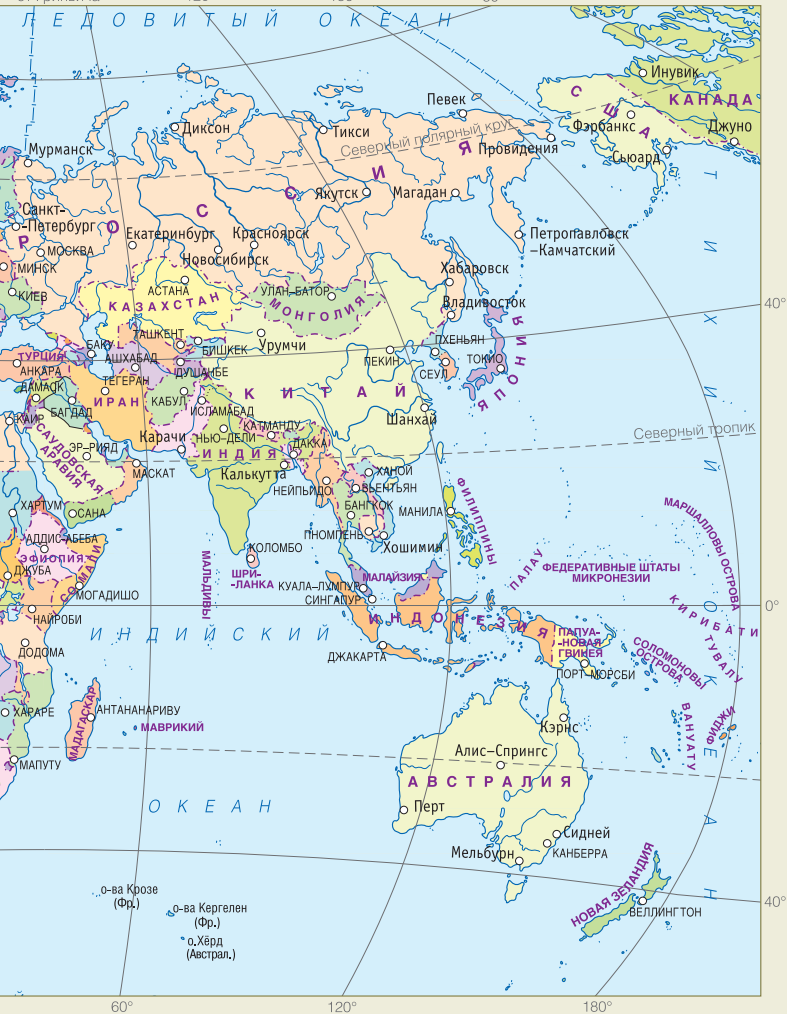 ЛЕДОВИТЫЙ ОКЕАН
Инувик
США
КАНАДА
Певек
Фэрбанкс
Джуно
Диксон
Тикси
Северный полярный круг
Провидения
Сьюард
Мурманск
РОССИЯ
Якутск
Магадан
Санкт-
-Петербург
Екатеринбург
Красноярск
Петропавловск
-Камчатский
МОСКВА
Новосибирск
МИНСК
Хабаровск
КИЕВ
АСТАНА
УЛАН-БАТОР
КАЗАХСТАН
МОНГОЛИЯ
Владивосток
40°
ТАШКЕНТ
БАКУ
БИШКЕК
Урумчи
ПХЕНЬЯН
ЯПОНИЯ
ТУРЦИЯ
АШХАБАД
ПЕКИН
ТОКИО
АНКАРА
ДУШАНБЕ
СЕУЛ
ТЕГЕРАН
ДАМАСК
ИРАН
КАБУЛ
КИТАЙ
БАГДАД
ИСЛАМАБАД
КАИР
Шанхай
КАТМАНДУ
Карачи
НЬЮ-ДЕЛИ
ДАККА
Северный тропик
САУДОВСКАЯ
АРАВИЯ
ЭР-РИЯД
ИНДИЯ
МАСКАТ
Калькутта
ХАНОЙ
НЕЙПЬИДО
ВЬЕНТЬЯН
ХАРТУМ
САНА
БАНГКОК
МАНИЛА
ФИЛИППИНЫ
МАРШАЛЛОВЫ ОСТРОВА
АДДИС-АБЕБА
ПНОМПЕНЬ
Хошимин
ЭФИОПИЯ
КОЛОМБО
ДЖУБА
СОМАЛИ
МАЛЬДИВЫ
ШРИ-
-ЛАНКА
МАЛАЙЗИЯ
ПАЛАУ
ФЕДЕРАТИВНЫЕ ШТАТЫ
МИКРОНЕЗИИ
МОГАДИШО
КУАЛА-ЛУМПУР
СИНГАПУР
КИРИБАТИ
0°
НАЙРОБИ
ИНДОНЕЗИЯ
ИНДИЙСКИЙ
ПАПУА-
-НОВАЯ
ГВИНЕЯ
ТУВАЛУ
ДОДОМА
ДЖАКАРТА
СОЛОМОНОВЫ
ОСТРОВА
ПОРТ-МОРСБИ
ХАРАРЕ
МАДАГАСКАР
АНТАНАНАРИВУ
МАВРИКИЙ
Кэрнс
ВАНУАТУ
ФИДЖИ
МАПУТУ
Алис-Спрингс
АВСТРАЛИЯ
ОКЕАН
Перт
Сидней
Мельбурн
КАНБЕРРА
НОВАЯ ЗЕЛАНДИЯ
ТИХИЙ ОКЕАН
о-ва Крозе
(Фр.)
40°
о-ва Кергелен
(Фр.)
ВЕЛЛИНГТОН
о.Хёрд
(Австрал.)
60°
120°
180°